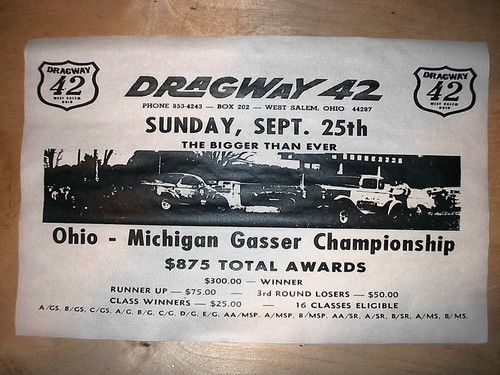 DRAGWAY
42
WEST SALEM
OHIO
DRAGWAY 42
DRAGWAY
42
WEST SALEM
OHIO
PHONE 853-4243 — BOX 202 — WEST SALEM, OHIO 44287
SUNDAY, SEPT. 25th
THE BIGGER THAN EVER
Ohio - Michigan Gasser Championship
$875 TOTAL AWARDS
$300.00 — WINNER
RUNNER UP — $75.00 — 3rd ROUND LOSERS — $50.00
CLASS WINNERS — $25.00 — 16 CLASSES ELIGIBLE
A/GS, B/GS, C/GS, A/G, B/G, C/G, D/G, E/G, AA/MSP, A/MSP, B/MSP, AA/SR, A/SR, B/SR, A/MS, B/MS.